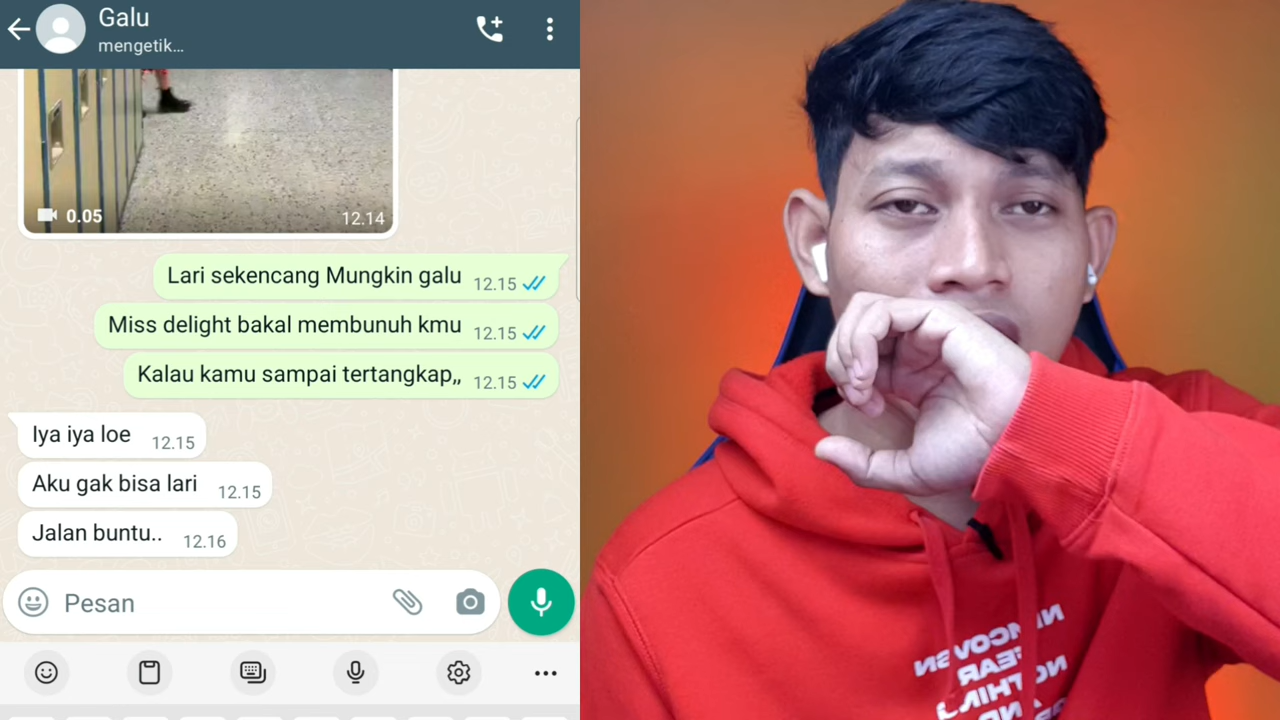 Galu
mengetik...
0.05
12.14
Lari sekencang Mungkin galu 12.15
Miss delight bakal membunuh kmu 12.15
Kalau kamu sampai tertangkap,, 12.15
Iya iya loe 12.15
Aku gak bisa lari 12.15
Jalan buntu.. 12.16
Pesan
FEAR